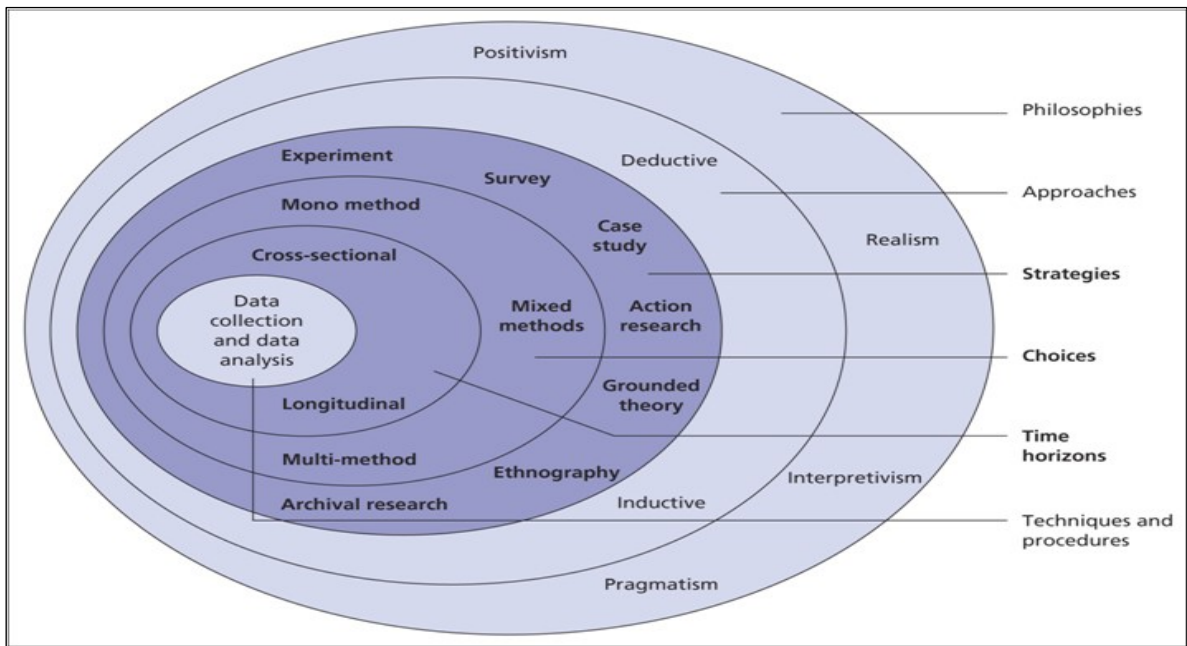 Positivism
Philosophies
Experiment
Deductive
Survey
Approaches
Mono method
Case
study
Realism
Cross-sectional
Strategies
Data
collection
and data
analysis
Mixed
methods
Action
research
Choices
Grounded
theory
Longitudinal
Time
horizons
Multi-method
Ethnography
Interpretivism
Archival research
Inductive
Techniques and
procedures
Pragmatism